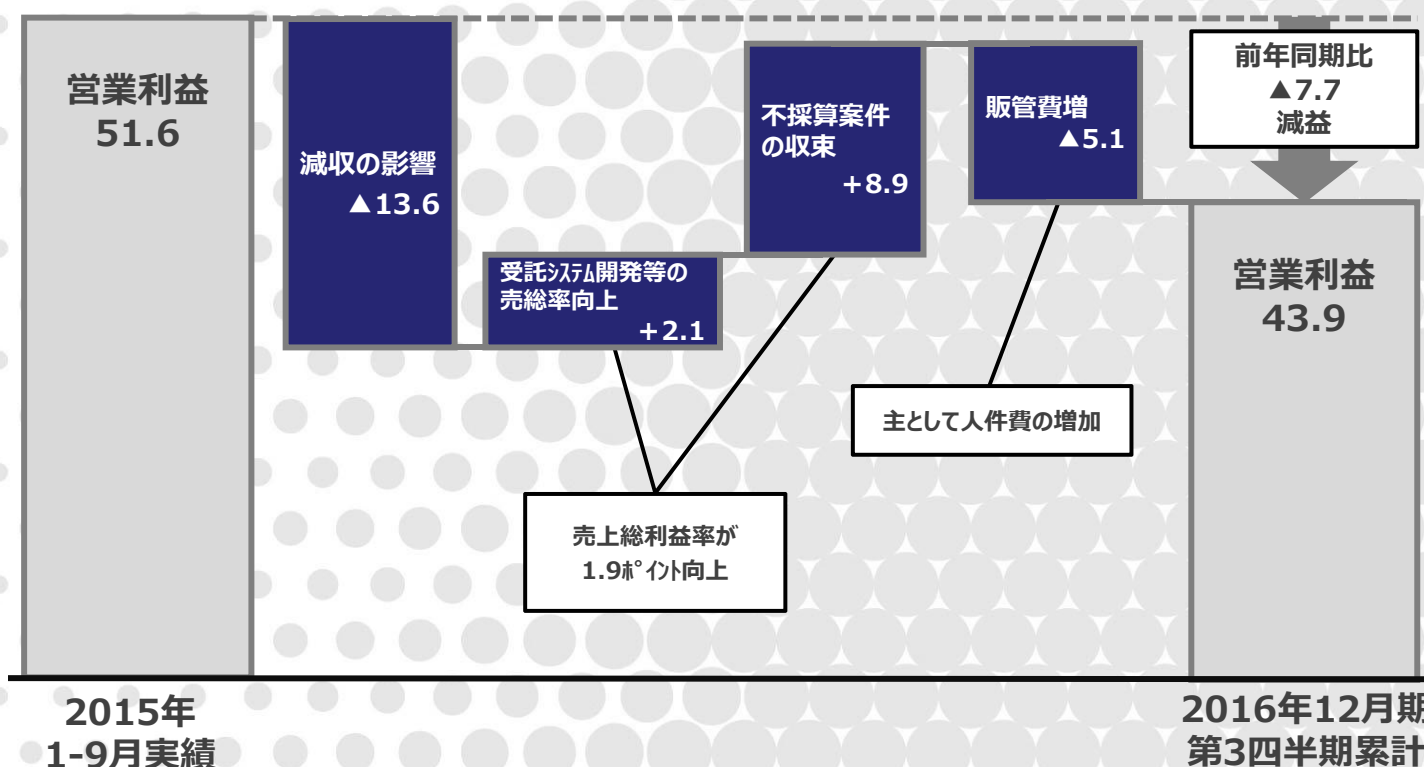 営業利益
51.6
減収の影響
▲13.6
受託ｼｽﾃﾑ開発等の
売総率向上
+2.1
不採算案件
の収束
+8.9
販管費増
▲5.1
前年同期比
▲7.7
減益
営業利益
43.9
主として人件費の増加
売上総利益率が
1.9ﾎﾟｲﾝﾄ向上
2015年
1-9月実績
2016年12月期
第3四半期累計